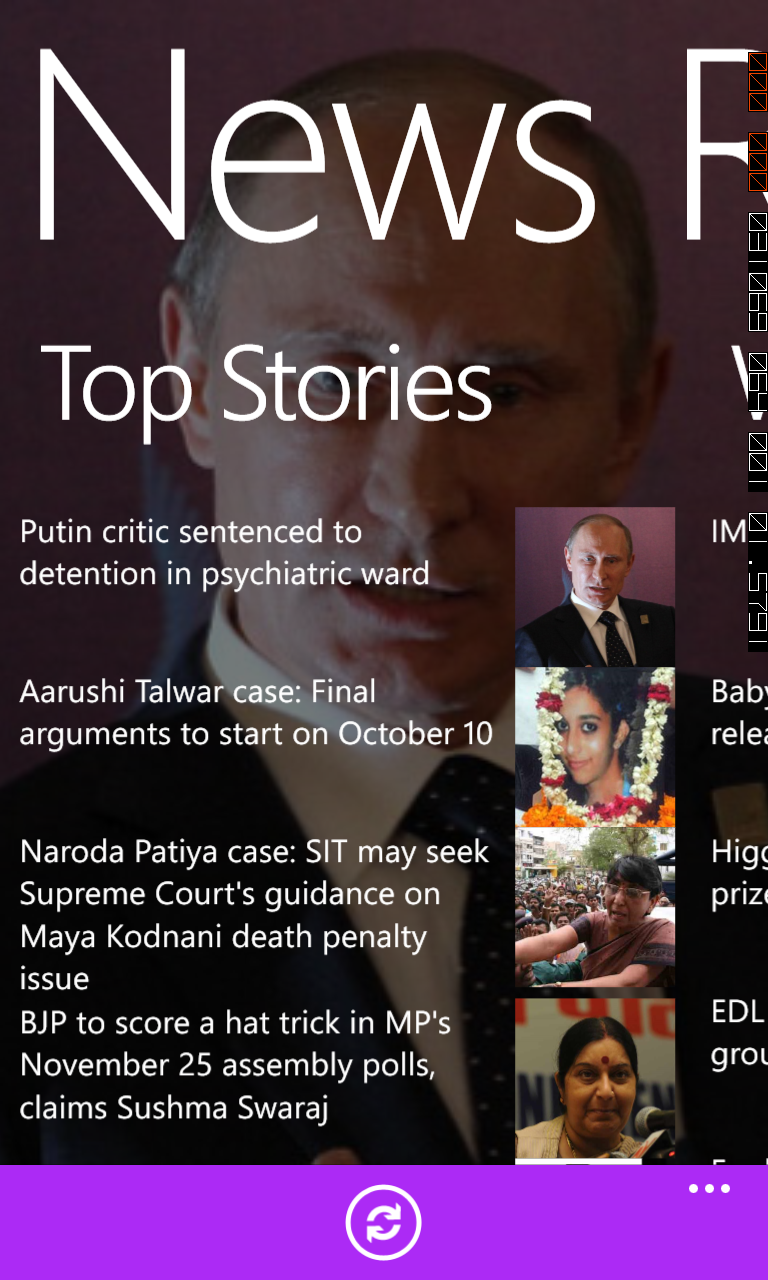 News R
Top Stories
Putin critic sentenced to
detention in psychiatric ward
Aarushi Talwar case: Final
arguments to start on October 10
Naroda Patiya case: SIT may seek
Supreme Court's guidance on
Maya Kodnani death penalty
issue
BJP to score a hat trick in MP's
November 25 assembly polls,
claims Sushma Swaraj
IM
Baby
relea
Higg
prize
EDL
grou